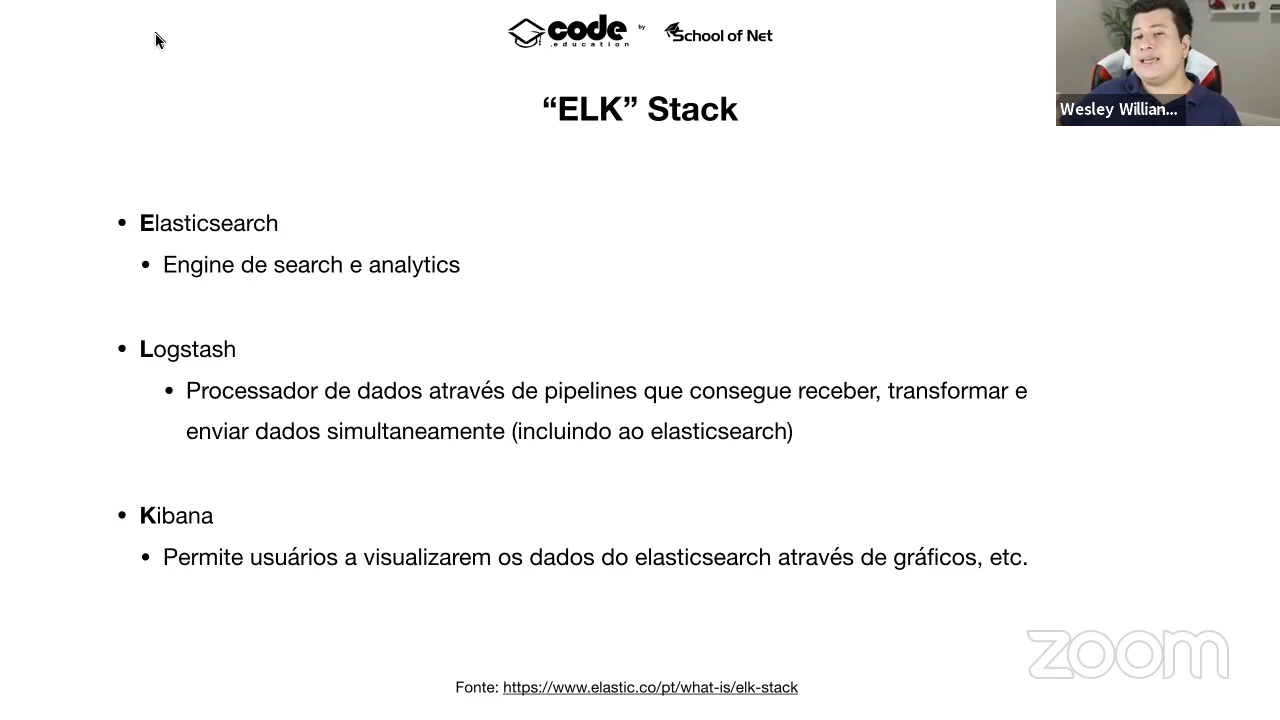 code
.education
by
School of Net
Wesley Willian...
“ELK” Stack
• Elasticsearch
• Engine de search e analytics
• Logstash
• Processador de dados através de pipelines que consegue receber, transformar e
enviar dados simultaneamente (incluindo ao elasticsearch)
• Kibana
• Permite usuários a visualizarem os dados do elasticsearch através de gráficos, etc.
zoom
Fonte: https://www.elastic.co/pt/what-is/elk-stack